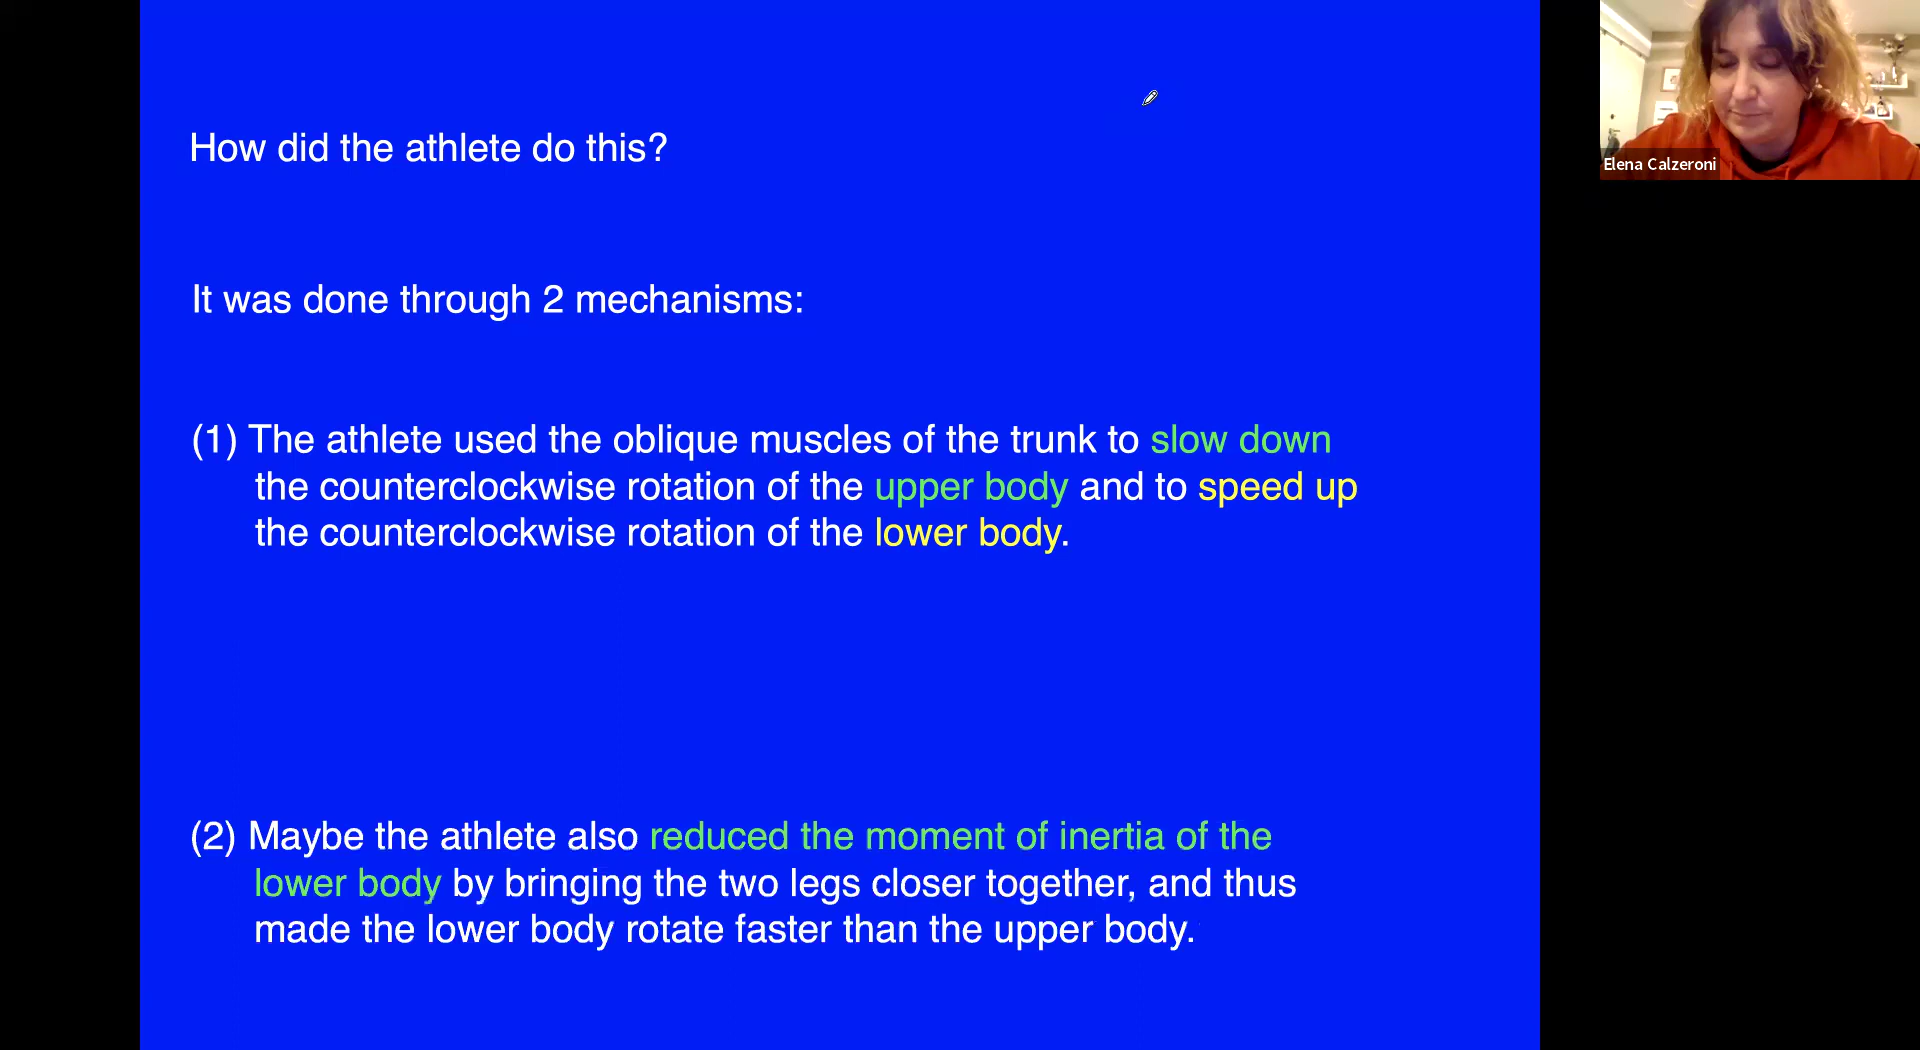 How did the athlete do this?
It was done through 2 mechanisms:
(1) The athlete used the oblique muscles of the trunk to slow down
the counterclockwise rotation of the upper body and to speed up
the counterclockwise rotation of the lower body.
(2) Maybe the athlete also reduced the moment of inertia of the
lower body by bringing the two legs closer together, and thus
made the lower body rotate faster than the upper body.
Elena Calzeroni